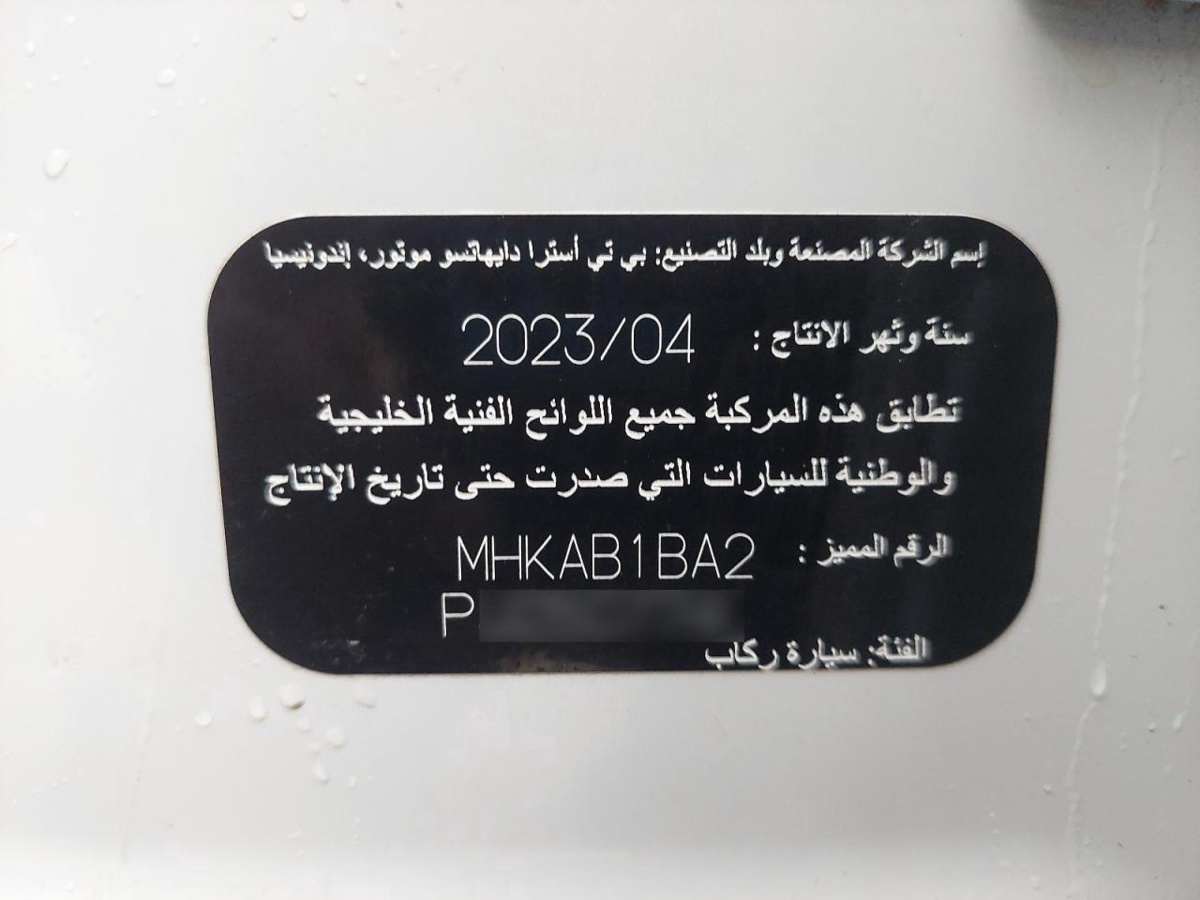 إسم الشركة المصنعة وبلد التصنيع: بي تي أسترا دايهاتسو موتور، إندونيسيا
سنة وشهر الانتاج : 2023/04
تطابق هذه المركبة جميع اللوائح الفنية الخليجية
والوطنية للسيارات التي صدرت حتى تاريخ الإنتاج
الرقم المميز : MHKAB1BA2
P
الفئة: سيارة ركاب